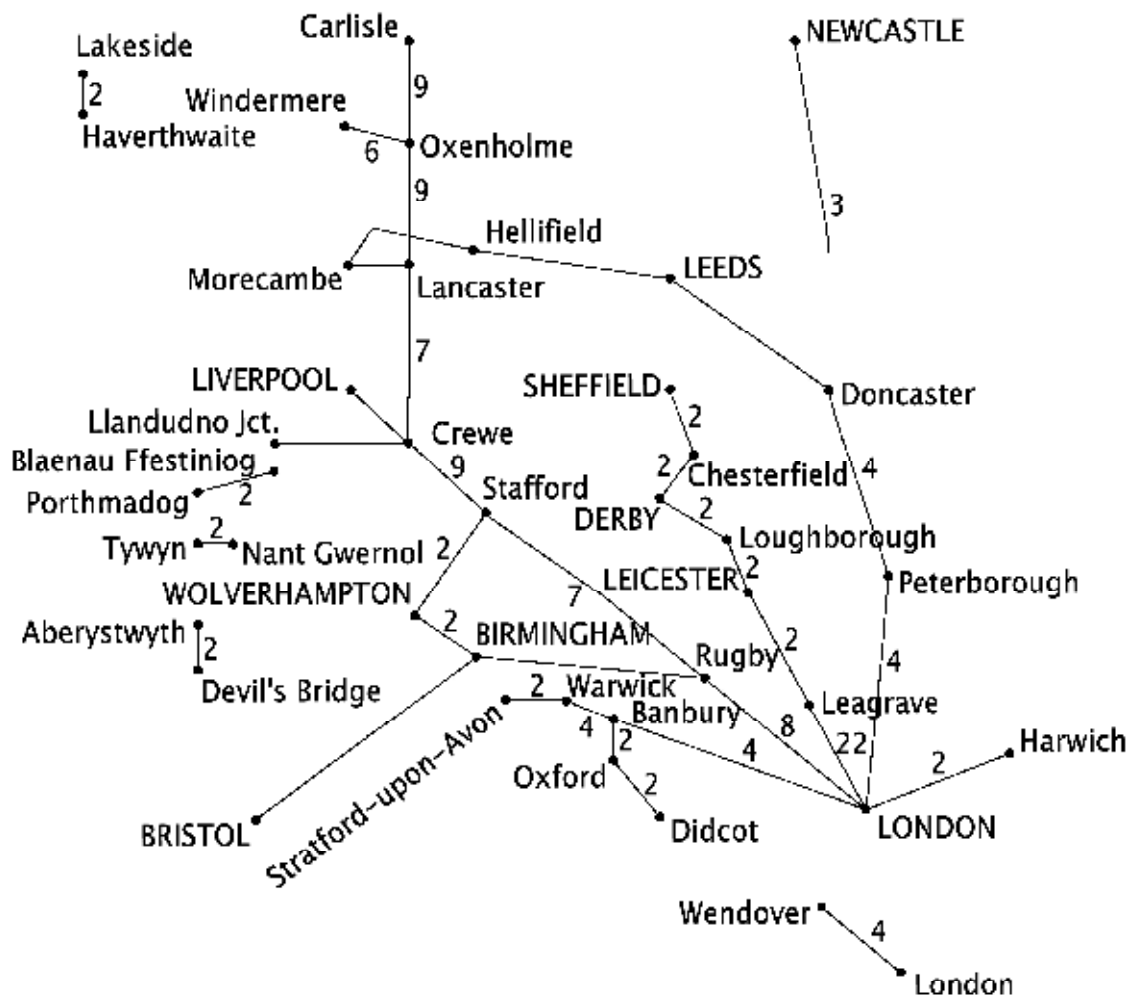 Carlisle
NEWCASTLE
Lakeside
2
9
Windermere
Haverthwaite
6
Oxenholme
9
3
Hellifield
LEEDS
Morecambe
Lancaster
7
LIVERPOOL
SHEFFIELD
Doncaster
Llandudno Jct.
Crewe
2
Blaenau Ffestiniog
9
2
Chesterfield
4
Porthmadog
2
Stafford
DERBY
2
Tywyn
2
Nant Gwernol
2
Loughborough
WOLVERHAMPTON
7
LEICESTER
2
Peterborough
Aberystwyth
2
2
BIRMINGHAM
Rugby
2
4
Devil's Bridge
2
Warwick
Banbury
Leagrave
Stratford-upon-Avon
4
2
4
8
22
2
Harwich
Oxford
2
BRISTOL
Didcot
LONDON
Wendover
4
London